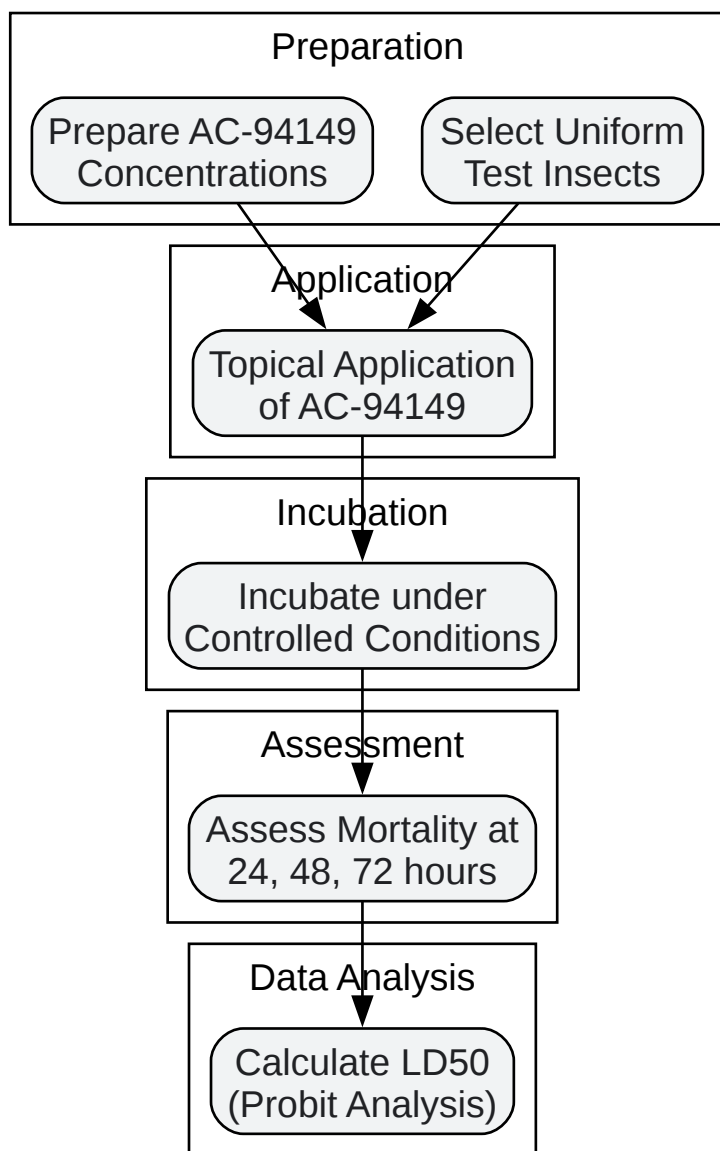 Preparation
Prepare AC-94149
Concentrations
Select Uniform
Test Insects
Application
Topical Application
of AC-94149
Incubation
Incubate under
Controlled Conditions
Assessment
Assess Mortality at
24, 48, 72 hours
Data Analysis
Calculate LD50
(Probit Analysis)